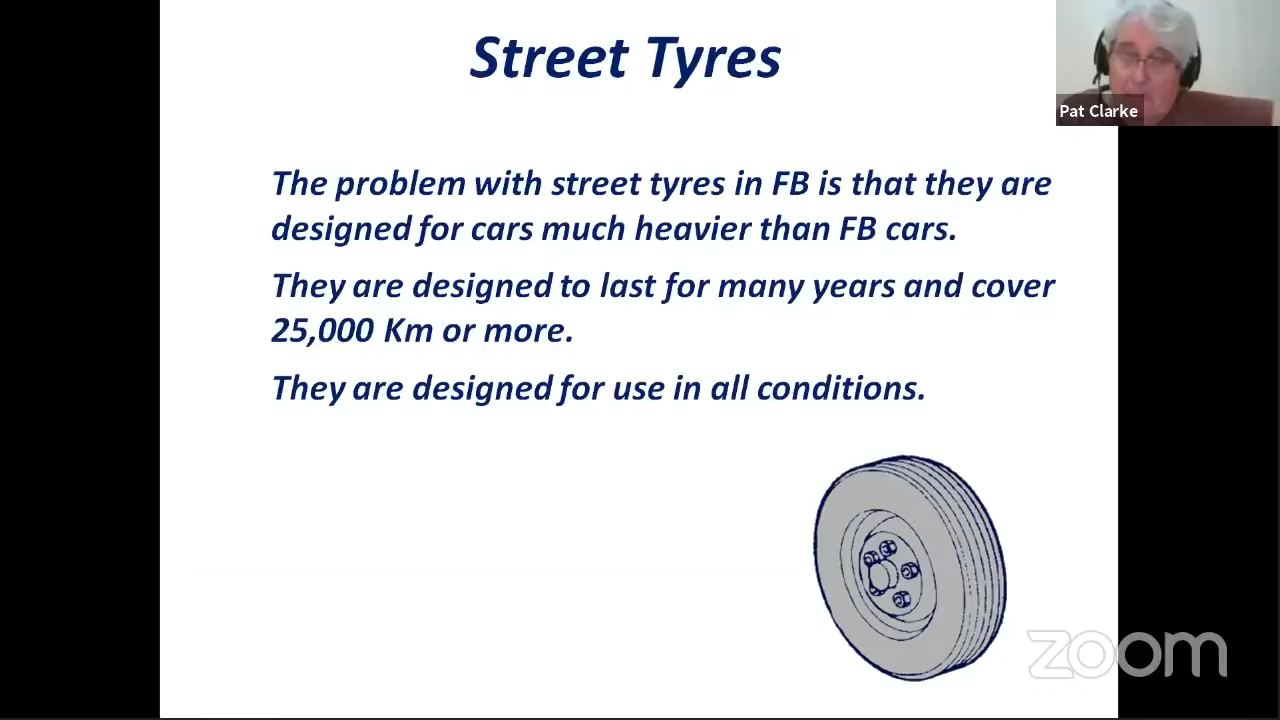 Street Tyres
Pat Clarke
The problem with street tyres in FB is that they are
designed for cars much heavier than FB cars.
They are designed to last for many years and cover
25,000 Km or more.
They are designed for use in all conditions.
zoom